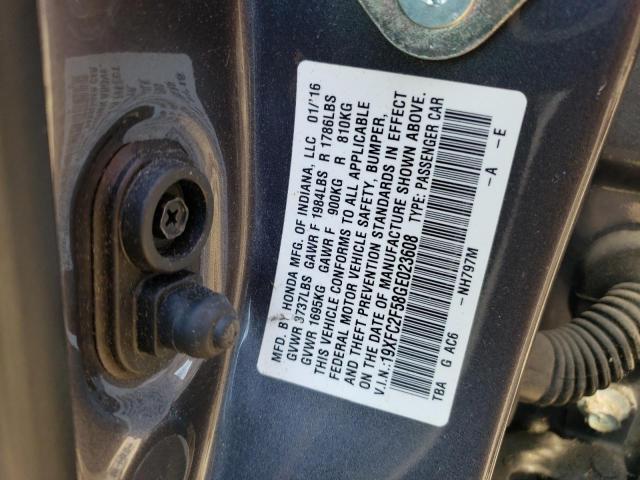 MFD. BY HONDA MFG. OF INDIANA, LLC 01/'16
GVWR 3737LBS GAWR F 1984LBS R 1786LBS
GVWR 1695KG GAWR F 900KG R 810KG
THIS VEHICLE CONFORMS TO ALL APPLICABLE
FEDERAL MOTOR VEHICLE SAFETY, BUMPER,
AND THEFT PREVENTION STANDARDS IN EFFECT
ON THE DATE OF MANUFACTURE SHOWN ABOVE.
V.I.N.:19XFC2F58GE023608 TYPE: PASSENGER CAR
TBA G AC6 -NH797M -A -E